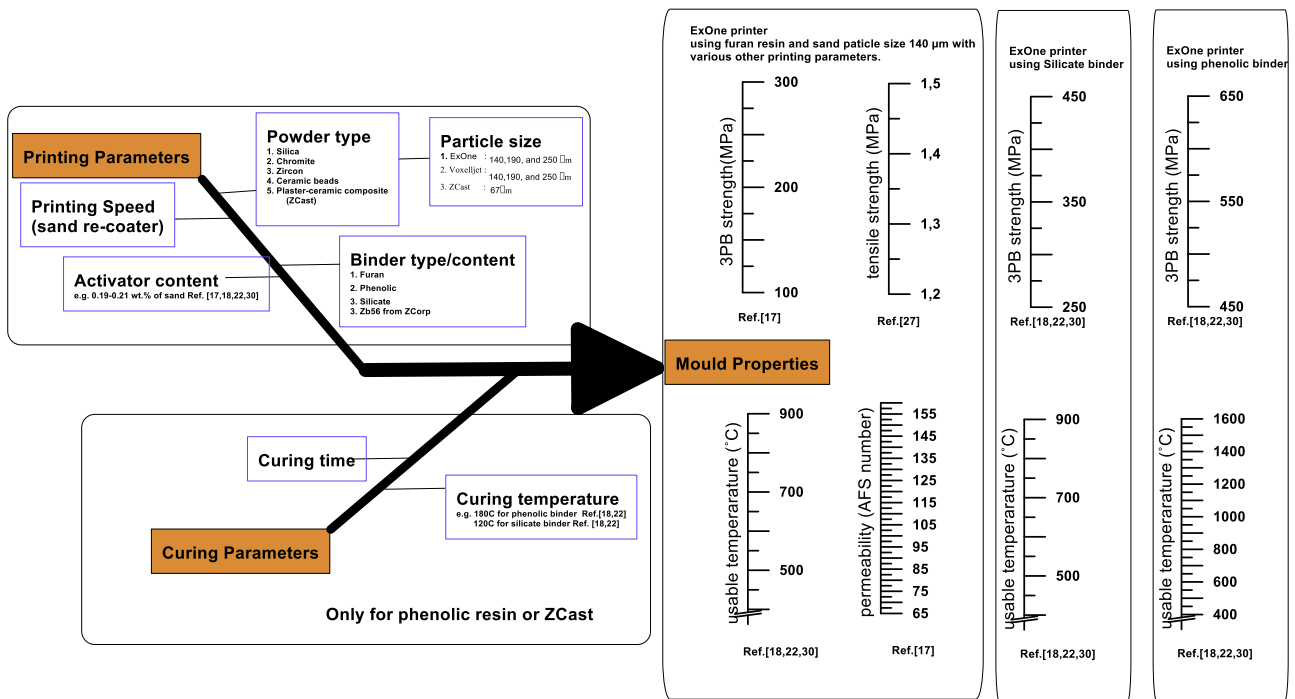 Printing Parameters
Powder type
1. Silica
2. Chromite
3. Zircon
4. Ceramic beads
5. Plaster-ceramic composite
(ZCast)
Particle size
1. ExOne : 140,190, and 250 □m
2. Voxelljet : 140,190, and 250 □m
3. ZCast : 67□m
Printing Speed
(sand re-coater)
Activator content
e.g. 0.19-0.21 wt.% of sand Ref. [17,18,22,30]
Binder type/content
1. Furan
2. Phenolic
3. Silicate
3. Zb56 from ZCorp
Mould Properties
Curing time
Curing temperature
e.g. 180C for phenolic binder Ref.[18,22]
120C for silicate binder Ref. [18,22]
Curing Parameters
Only for phenolic resin or ZCast
ExOne printer
using furan resin and sand paticle size 140 µm with
various other printing parameters.
3PB strength(MPa)
300
200
100
Ref.[17]
tensile strength (MPa)
1,5
1,4
1,3
1,2
Ref.[27]
usable temperarature (˚C)
900
700
500
Ref.[18,22,30]
permeability (AFS number)
155
145
135
125
115
105
95
85
75
65
Ref.[17]
ExOne printer
using Silicate binder
3PB strength (MPa)
450
350
250
Ref.[18,22,30]
usable temperarature (˚C)
900
700
500
Ref.[18,22,30]
ExOne printer
using phenolic binder
3PB strength (MPa)
650
550
450
Ref.[18,22,30]
usable temperarature (˚C)
1600
1400
1200
1000
800
600
400
Ref.[18,22,30]